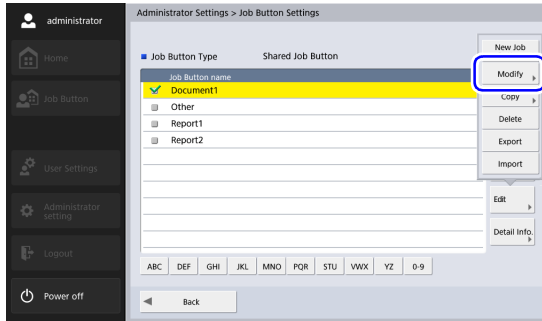 administrator
Administrator Settings > Job Button Settings
Home
Job Button
User Settings
Administrator
setting
Logout
Power off
Job Button Type Shared Job Button
Job Button name
Document1
Other
Report1
Report2
New Job
Modify
Copy
Delete
Export
Import
Edit
Detail Info.
ABC DEF GHI JKL MNO PQR STU VWX YZ 0-9
Back